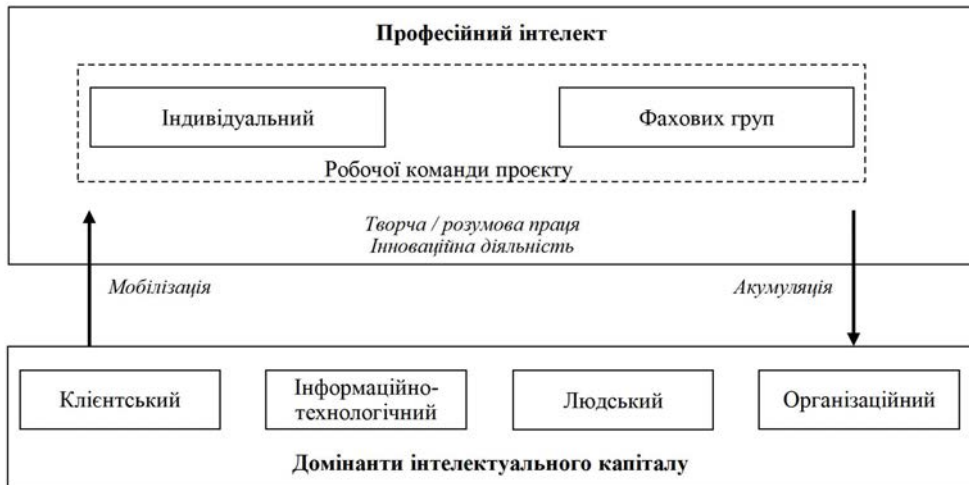 Професійний інтелект
Індивідуальний
Фахових груп
Робочої команди проєкту
Творча / розумова праця
Інноваційна діяльність
Мобілізація
Акумуляція
Клієнтський
Інформаційно-
технологічний
Людський
Організаційний
Домінанти інтелектуального капіталу